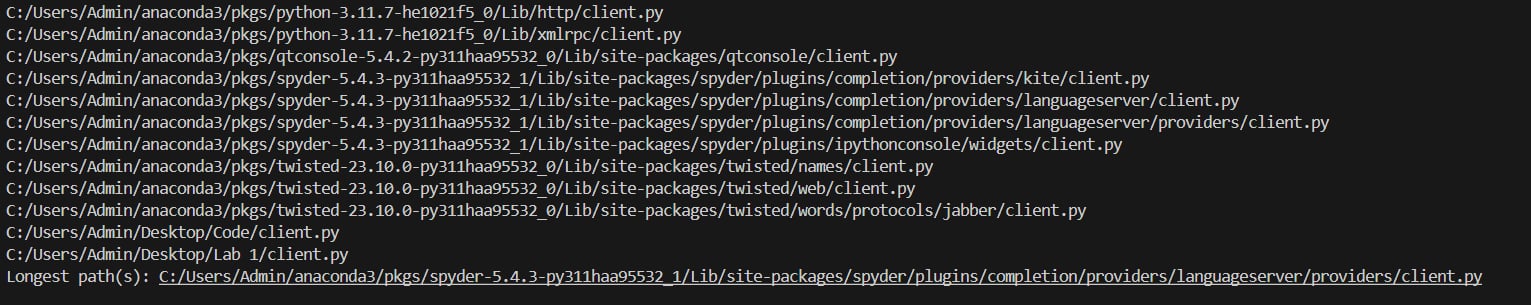 C:/Users/Admin/anaconda3/pkgs/python-3.11.7-he1021f5_0/Lib/http/client.py
C:/Users/Admin/anaconda3/pkgs/python-3.11.7-he1021f5_0/Lib/xmlrpc/client.py
C:/Users/Admin/anaconda3/pkgs/qtconsole-5.4.2-py311haa95532_0/Lib/site-packages/qtconsole/client.py
C:/Users/Admin/anaconda3/pkgs/spyder-5.4.3-py311haa95532_1/Lib/site-packages/spyder/plugins/completion/providers/kite/client.py
C:/Users/Admin/anaconda3/pkgs/spyder-5.4.3-py311haa95532_1/Lib/site-packages/spyder/plugins/completion/providers/languageserver/client.py
C:/Users/Admin/anaconda3/pkgs/spyder-5.4.3-py311haa95532_1/Lib/site-packages/spyder/plugins/completion/providers/languageserver/providers/client.py
C:/Users/Admin/anaconda3/pkgs/spyder-5.4.3-py311haa95532_1/Lib/site-packages/spyder/plugins/ipythonconsole/widgets/client.py
C:/Users/Admin/anaconda3/pkgs/twisted-23.10.0-py311haa95532_0/Lib/site-packages/twisted/names/client.py
C:/Users/Admin/anaconda3/pkgs/twisted-23.10.0-py311haa95532_0/Lib/site-packages/twisted/web/client.py
C:/Users/Admin/anaconda3/pkgs/twisted-23.10.0-py311haa95532_0/Lib/site-packages/twisted/words/protocols/jabber/client.py
C:/Users/Admin/Desktop/Code/client.py
C:/Users/Admin/Desktop/Lab 1/client.py
Longest path(s): C:/Users/Admin/anaconda3/pkgs/spyder-5.4.3-py311haa95532_1/Lib/site-packages/spyder/plugins/completion/providers/languageserver/providers/client.py